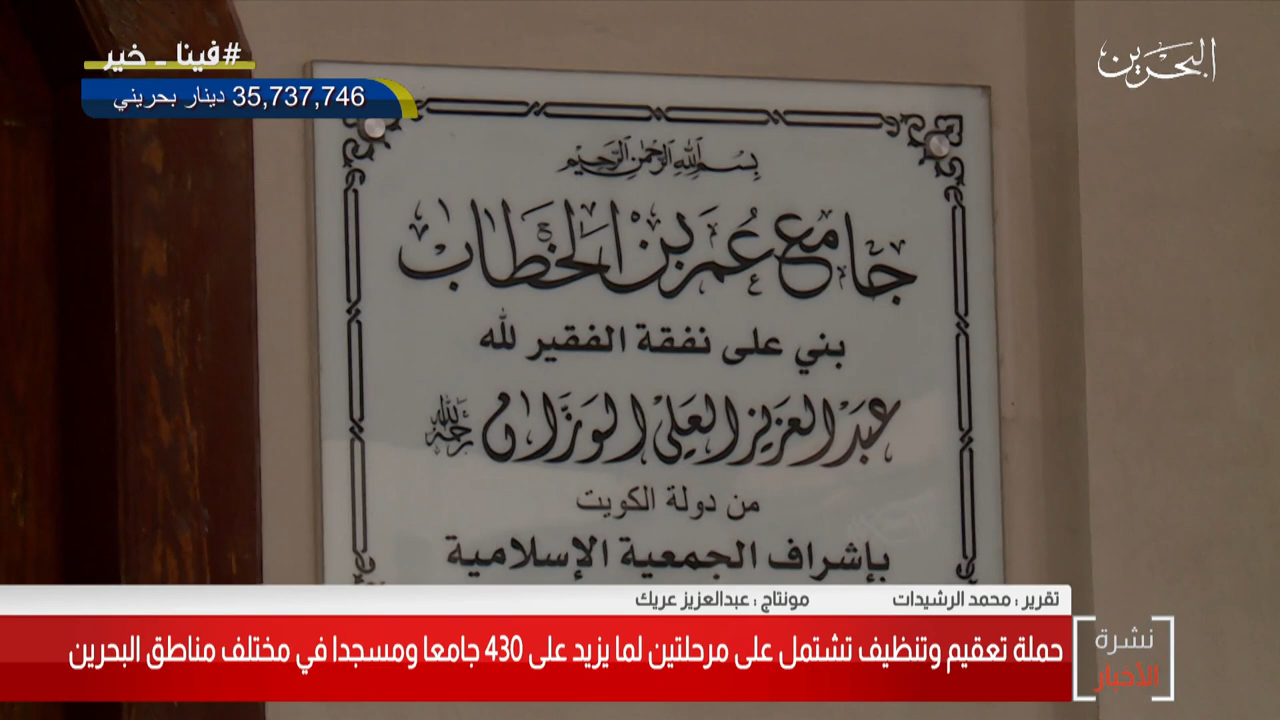 #فينا - خير
35,737,746 دينار بحريني
البحرين
بسم الله الرحمن الرحيم
جامع عمر بن الخطاب
بني على نفقة الفقير لله
عبد العزيز العلي الوزان رحمه الله
من دولة الكويت
بإشراف الجمعية الإسلامية
تقرير : محمد الرشيدات مونتاج : عبدالعزيز عريك
حملة تعقيم وتنظيف تشتمل على مرحلتين لما يزيد على 430 جامعا ومسجدا في مختلف مناطق البحرين
نشرة
الأخبار